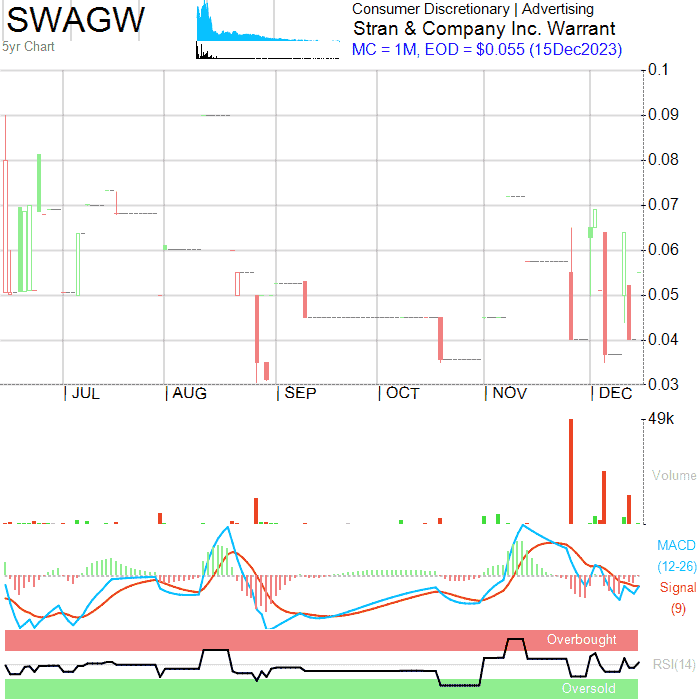 SWAGW
5yr Chart
Consumer Discretionary | Advertising
Stran & Company Inc. Warrant
MC = 1M, EOD = $0.055 (15Dec2023)
0.1
0.09
0.08
0.07
0.06
0.05
0.04
0.03
| JUL | AUG | SEP | OCT | NOV | DEC
49k
Volume
MACD
(12-26)
Signal
(9)
Overbought
RSI(14)
Oversold